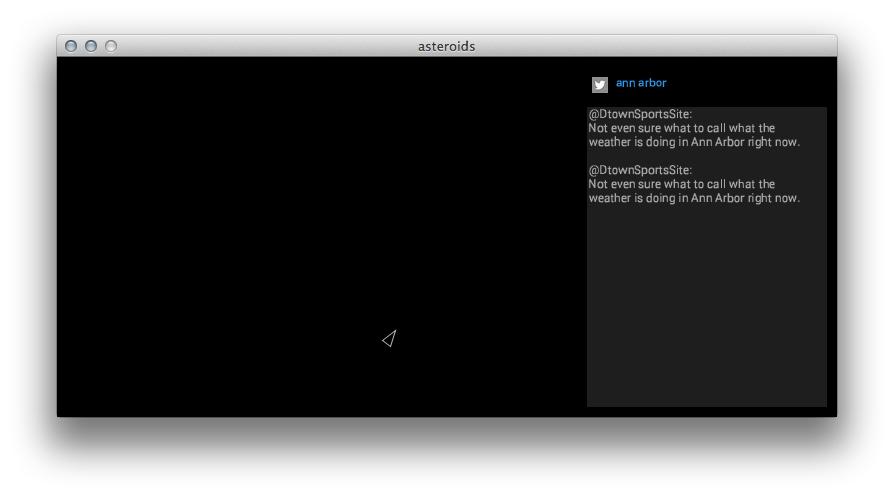 asteroids
ann arbor
@DtownSportsSite:
Not even sure what to call what the
weather is doing in Ann Arbor right now.
@DtownSportsSite:
Not even sure what to call what the
weather is doing in Ann Arbor right now.